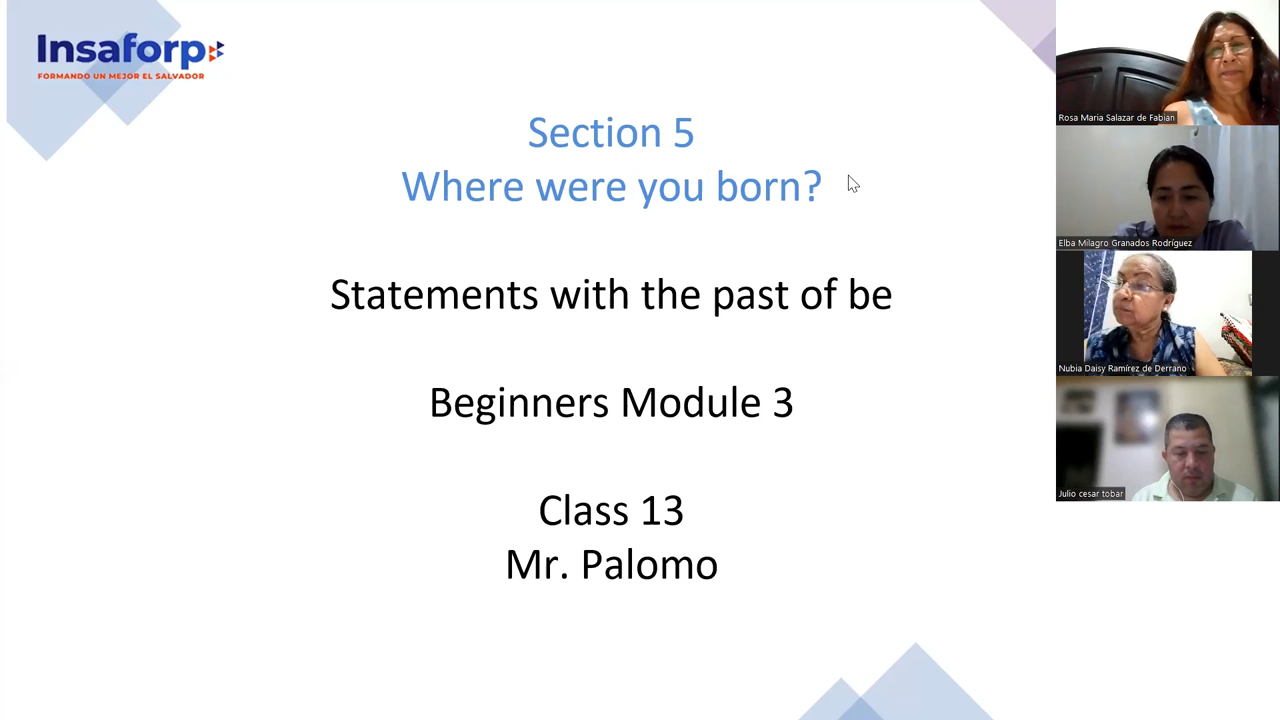 Insaforp
FORMANDO UN MEJOR EL SALVADOR
Section 5
Where were you born?
Statements with the past of be
Beginners Module 3
Class 13
Mr. Palomo
Rosa Maria Salazar de Fabian
Elba Milagro Granados Rodríguez
Nubia Daisy Ramírez de Derrano
Julio cesar tobar